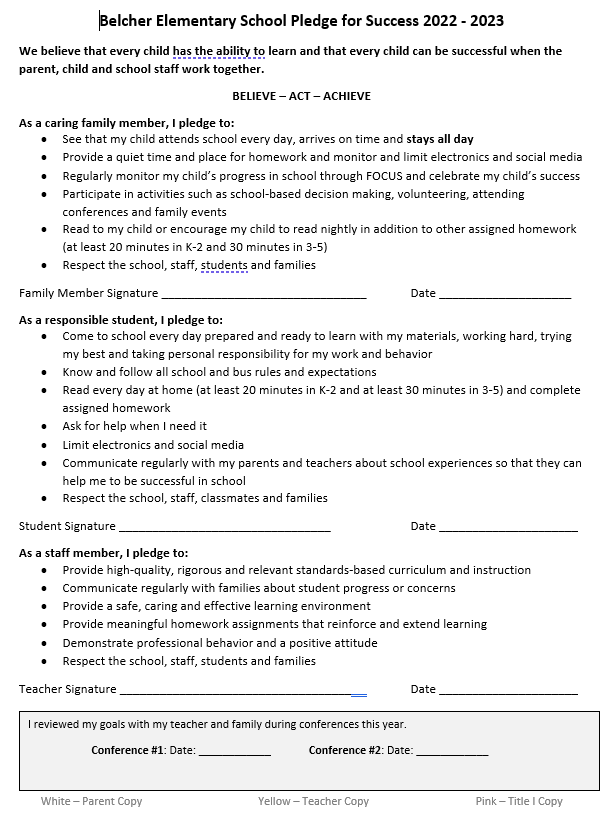 Belcher Elementary School Pledge for Success 2022 - 2023
We believe that every child has the ability to learn and that every child can be successful when the
parent, child and school staff work together.
BELIEVE – ACT – ACHIEVE
As a caring family member, I pledge to:
• See that my child attends school every day, arrives on time and stays all day
• Provide a quiet time and place for homework and monitor and limit electronics and social media
• Regularly monitor my child's progress in school through FOCUS and celebrate my child's success
• Participate in activities such as school-based decision making, volunteering, attending
conferences and family events
• Read to my child or encourage my child to read nightly in addition to other assigned homework
(at least 20 minutes in K-2 and 30 minutes in 3-5)
• Respect the school, staff, students and families
Family Member Signature _______________________________ Date ____________________
As a responsible student, I pledge to:
• Come to school every day prepared and ready to learn with my materials, working hard, trying
my best and taking personal responsibility for my work and behavior
• Know and follow all school and bus rules and expectations
• Read every day at home (at least 20 minutes in K-2 and at least 30 minutes in 3-5) and complete
assigned homework
• Ask for help when I need it
• Limit electronics and social media
• Communicate regularly with my parents and teachers about school experiences so that they can
help me to be successful in school
• Respect the school, staff, classmates and families
Student Signature ________________________________ Date _____________________
As a staff member, I pledge to:
• Provide high-quality, rigorous and relevant standards-based curriculum and instruction
• Communicate regularly with families about student progress or concerns
• Provide a safe, caring and effective learning environment
• Provide meaningful homework assignments that reinforce and extend learning
• Demonstrate professional behavior and a positive attitude
• Respect the school, staff, students and families
Teacher Signature _____________________________________ Date _____________________
I reviewed my goals with my teacher and family during conferences this year.
Conference #1: Date: ___________ Conference #2: Date: ___________
White – Parent Copy Yellow – Teacher Copy Pink – Title I Copy